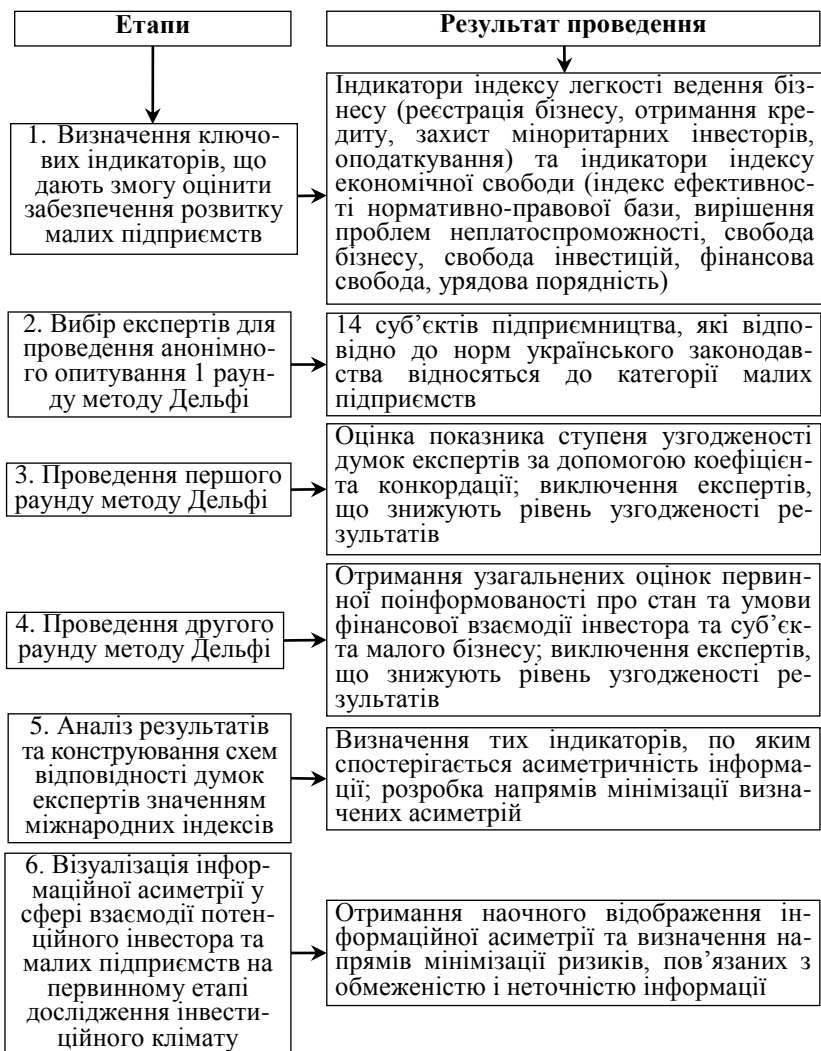 Етапи
Результат проведення
1. Визначення ключо-
вих індикаторів, що
дають змогу оцінити
забезпечення розвитку
малих підприємств
Індикатори індексу легкості ведення біз-
несу (реєстрація бізнесу, отримання кре-
диту, захист міноритарних інвесторів,
оподаткування) та індикатори індексу
економічної свободи (індекс ефективнос-
ті нормативно-правової бази, вирішення
проблем неплатоспроможності, свобода
бізнесу, свобода інвестицій, фінансова
свобода, урядова порядність)
2. Вибір експертів для
проведення анонімно-
го опитування 1 раун-
ду методу Дельфі
14 суб’єктів підприємництва, які відпо-
відно до норм українського законодав-
ства відносяться до категорії малих
підприємств
3. Проведення першого
раунду методу Дельфі
Оцінка показника ступеня узгодженості
думок експертів за допомогою коефіцієн-
та конкордації; виключення експертів,
що знижують рівень узгодженості ре-
зультатів
4. Проведення другого
раунду методу Дельфі
Отримання узагальнених оцінок первин-
ної поінформованості про стан та умови
фінансової взаємодії інвестора та суб’єк-
та малого бізнесу; виключення експертів,
що знижують рівень узгодженості ре-
зультатів
5. Аналіз результатів
та конструювання схем
відповідності думок
експертів значенням
міжнародних індексів
Визначення тих індикаторів, по яким
спостерігається асиметричність інформа-
ції; розробка напрямів мінімізації визна-
чених асиметрій
6. Візуалізація інфор-
маційної асиметрії у
сфері взаємодії потен-
ційного інвестора та
малих підприємств на
первинному етапі
дослідження інвести-
ційного клімату
Отримання наочного відображення ін-
формаційної асиметрії та визначення на-
прямів мінімізації ризиків, пов’язаних з
обмеженістю і неточністю інформації